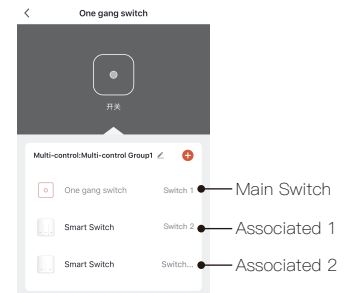 One gang switch
开关
Multi-control:Multi-control Group1
One gang switch Switch 1 Main Switch
Smart Switch Switch 2 Associated 1
Smart Switch Switch... Associated 2